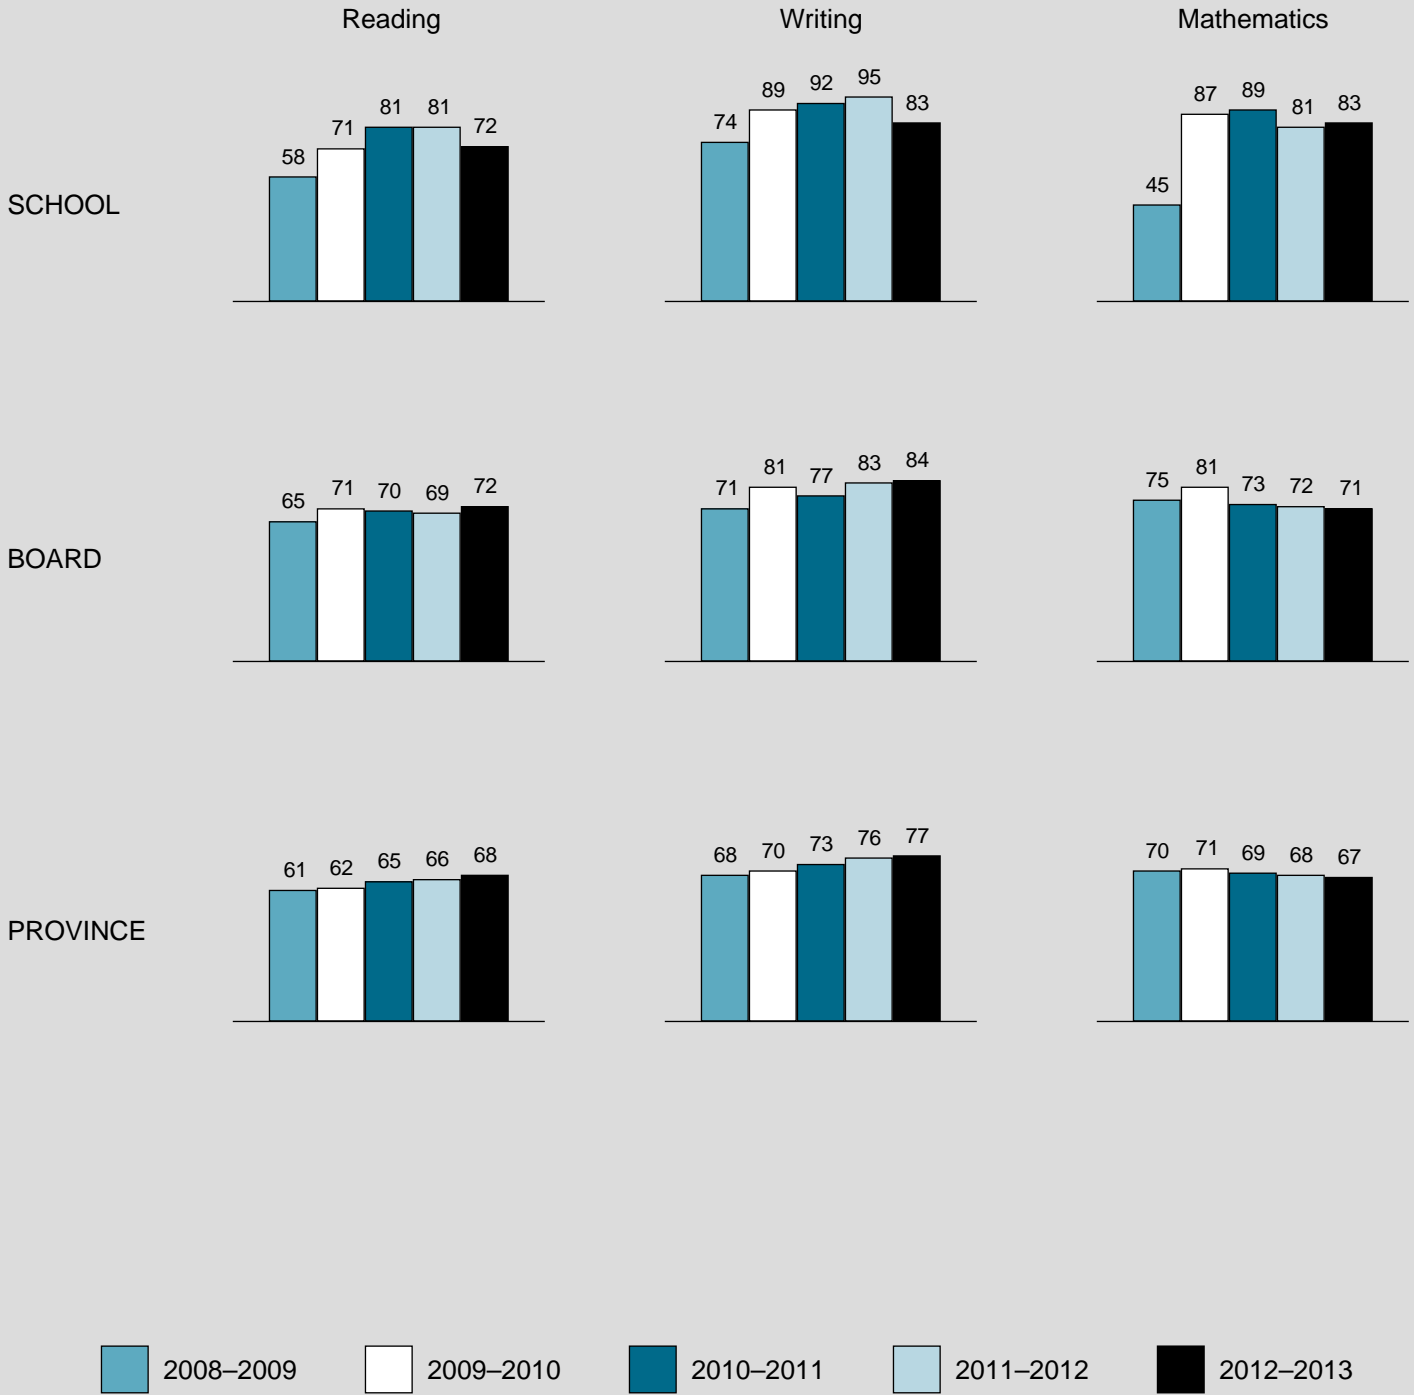 Reading Writing Mathematics
SCHOOL
58 71 81 81 72
74 89 92 95 83
45 87 89 81 83
BOARD
65 71 70 69 72
71 81 77 83 84
75 81 73 72 71
PROVINCE
61 62 65 66 68
68 70 73 76 77
70 71 69 68 67
2008–2009 2009–2010 2010–2011 2011–2012 2012–2013